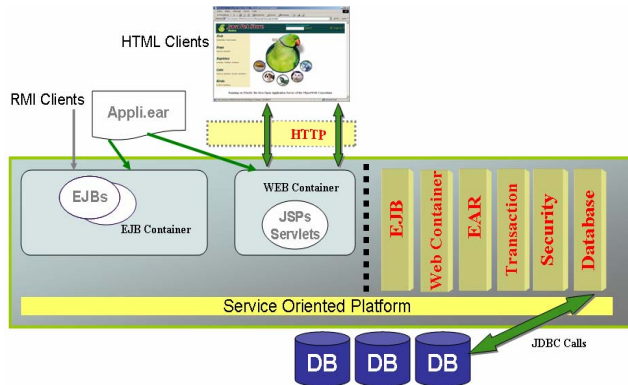 HTML Clients
RMI Clients
Appli.ear
HTTP
EJBs
EJB Container
WEB Container
JSPs
Servlets
EJB
Web Container
EAR
Transaction
Security
Database
Service Oriented Platform
DB
DB
DB
JDBC Calls